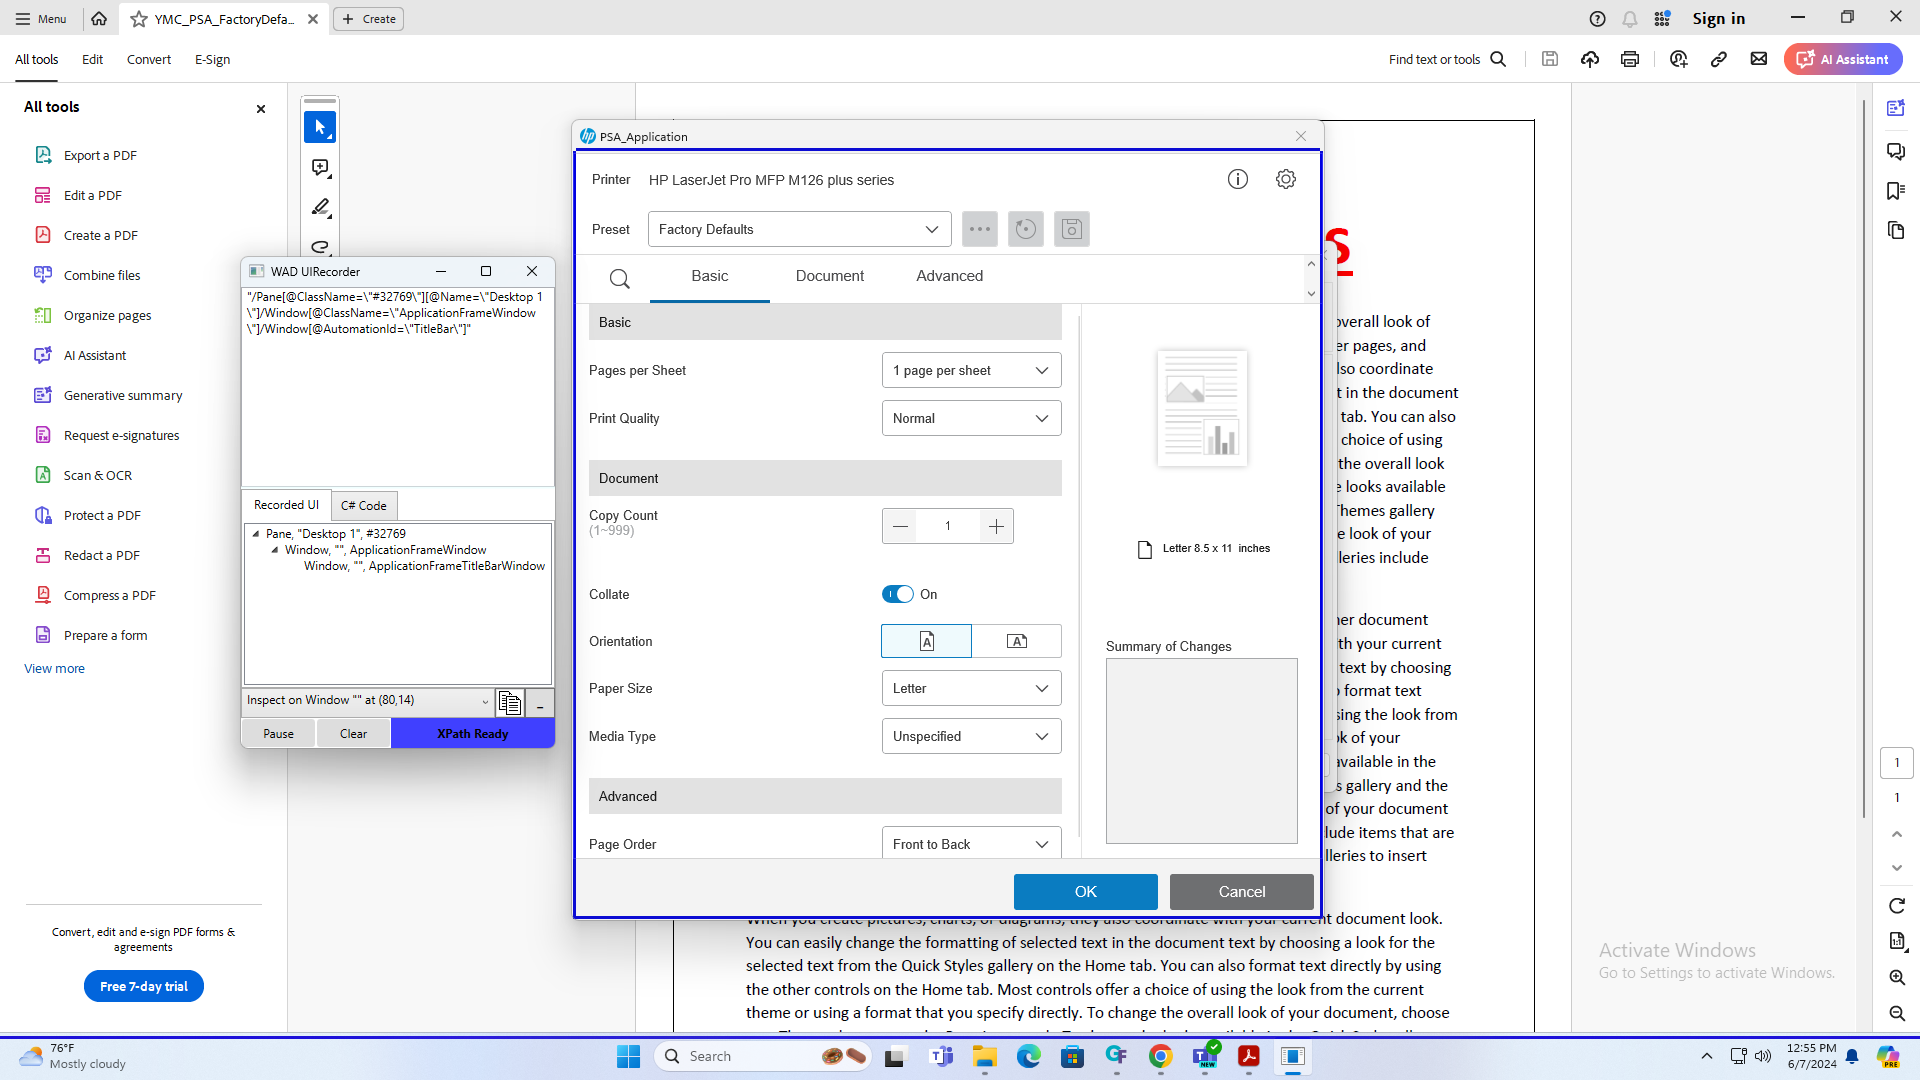 Menu
YMC_PSA_FactoryDefa...
Create
Sign in
All tools
Edit
Convert
E-Sign
Find text or tools
AI Assistant
All tools
Export a PDF
Edit a PDF
Create a PDF
Combine files
Organize pages
AI Assistant
Generative summary
Request e-signatures
Scan & OCR
Protect a PDF
Redact a PDF
Compress a PDF
Prepare a form
View more
Convert, edit and e-sign PDF forms &
agreements
Free 7-day trial
WAD UIRecorder
"/Pane[@ClassName=\"#32769\"][@Name=\"Desktop 1
\"]/Window[@ClassName=\"ApplicationFrameWindow
\"]/Window[@AutomationId=\"TitleBar\"]"
Recorded UI
C# Code
Pane, "Desktop 1", #32769
Window, "", ApplicationFrameWindow
Window, "", ApplicationFrameTitleBarWindow
Inspect on Window "" at (80,14)
Pause
Clear
XPath Ready
hp
PSA_Application
Printer
HP LaserJet Pro MFP M126 plus series
Preset
Factory Defaults
Basic
Document
Advanced
Basic
Pages per Sheet
1 page per sheet
Print Quality
Normal
Document
Copy Count
(1~999)
1
Collate
On
Orientation
A
A
Paper Size
Letter
Media Type
Unspecified
Advanced
Page Order
Front to Back
Letter 8.5 x 11 inches
Summary of Changes
OK
Cancel
S
overall look of
er pages, and
lso coordinate
t in the document
tab. You can also
choice of using
the overall look
e looks available
Themes gallery
e look of your
lleries include
her document
th your current
text by choosing
o format text
sing the look from
ok of your
available in the
s gallery and the
of your document
lude items that are
lleries to insert
When you create pictures, charts, or diagrams, they also coordinate with your current document look.
You can easily change the formatting of selected text in the document text by choosing a look for the
selected text from the Quick Styles gallery on the Home tab. You can also format text directly by using
the other controls on the Home tab. Most controls offer a choice of using the look from the current
theme or using a format that you specify directly. To change the overall look of your document, choose
1
1
Activate Windows
Go to Settings to activate Windows.
76°F
Mostly cloudy
Search
NEW
12:55 PM
6/7/2024
PRE